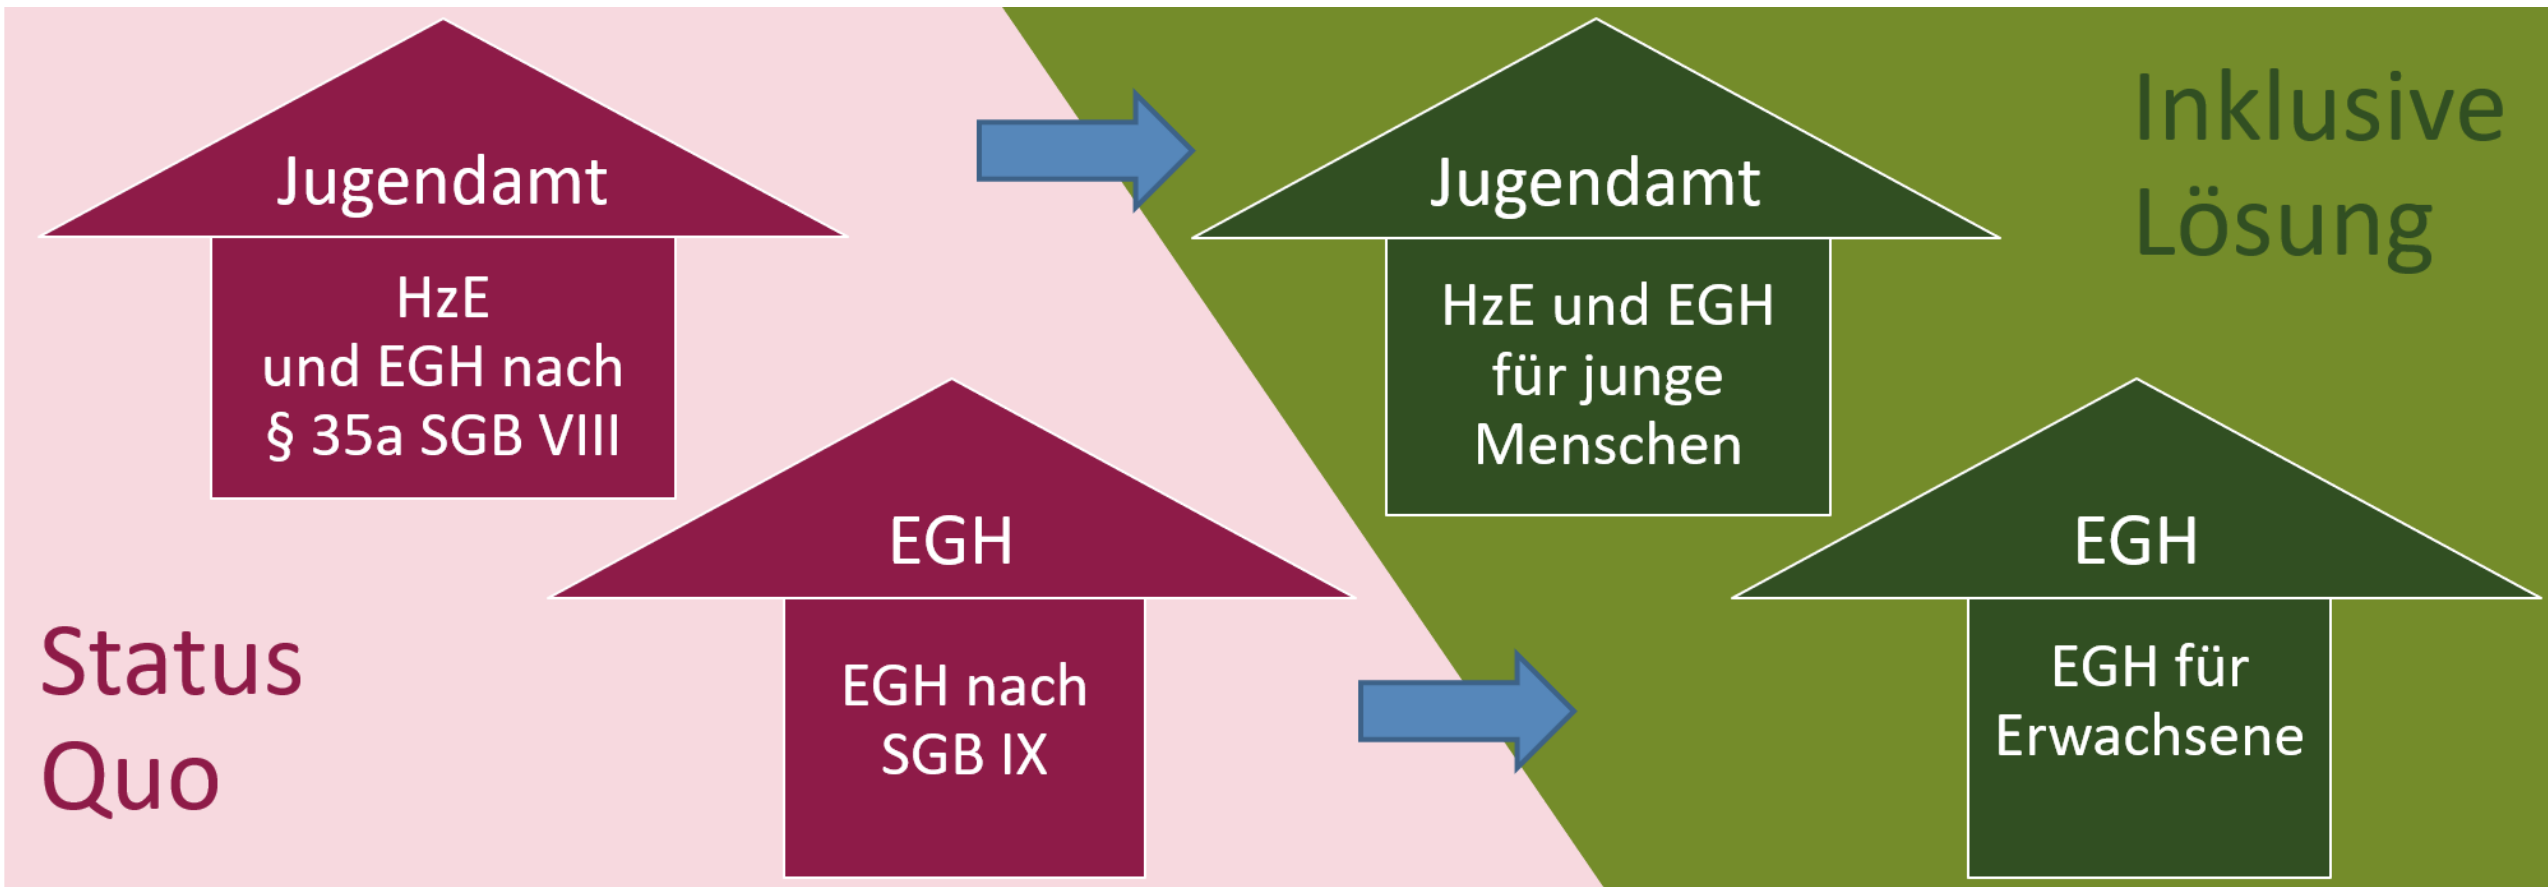 Jugendamt
HzE
und EGH nach
§ 35a SGB VIII
EGH
EGH nach
SGB IX
Status
Quo
Inklusive
Lösung
Jugendamt
HzE und EGH
für junge
Menschen
EGH
EGH für
Erwachsene